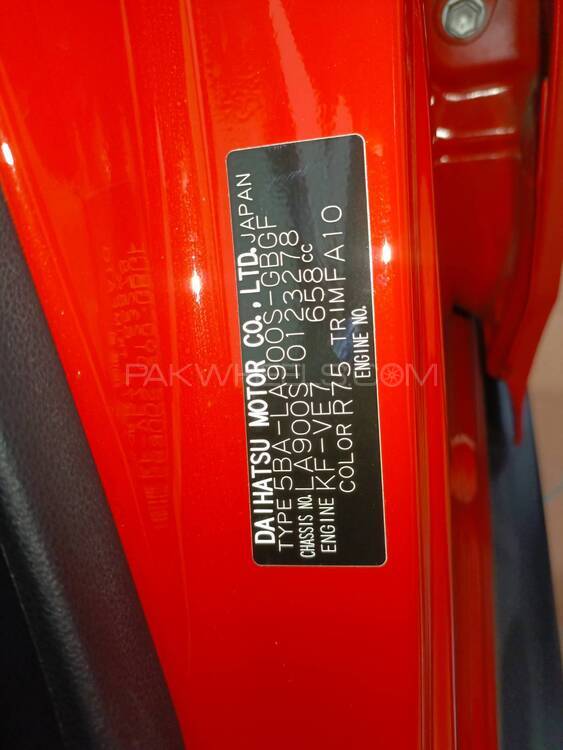 DAIHATSU MOTOR CO., LTD. JAPAN
TYPE 5BA-LA900S-GBGF
CHASSIS NO. LA900S-0123278
ENGINE KF-VE7 658cc
COLOR R75 TRIM FA10
ENGINE NO.
PAKWHEELS.COM